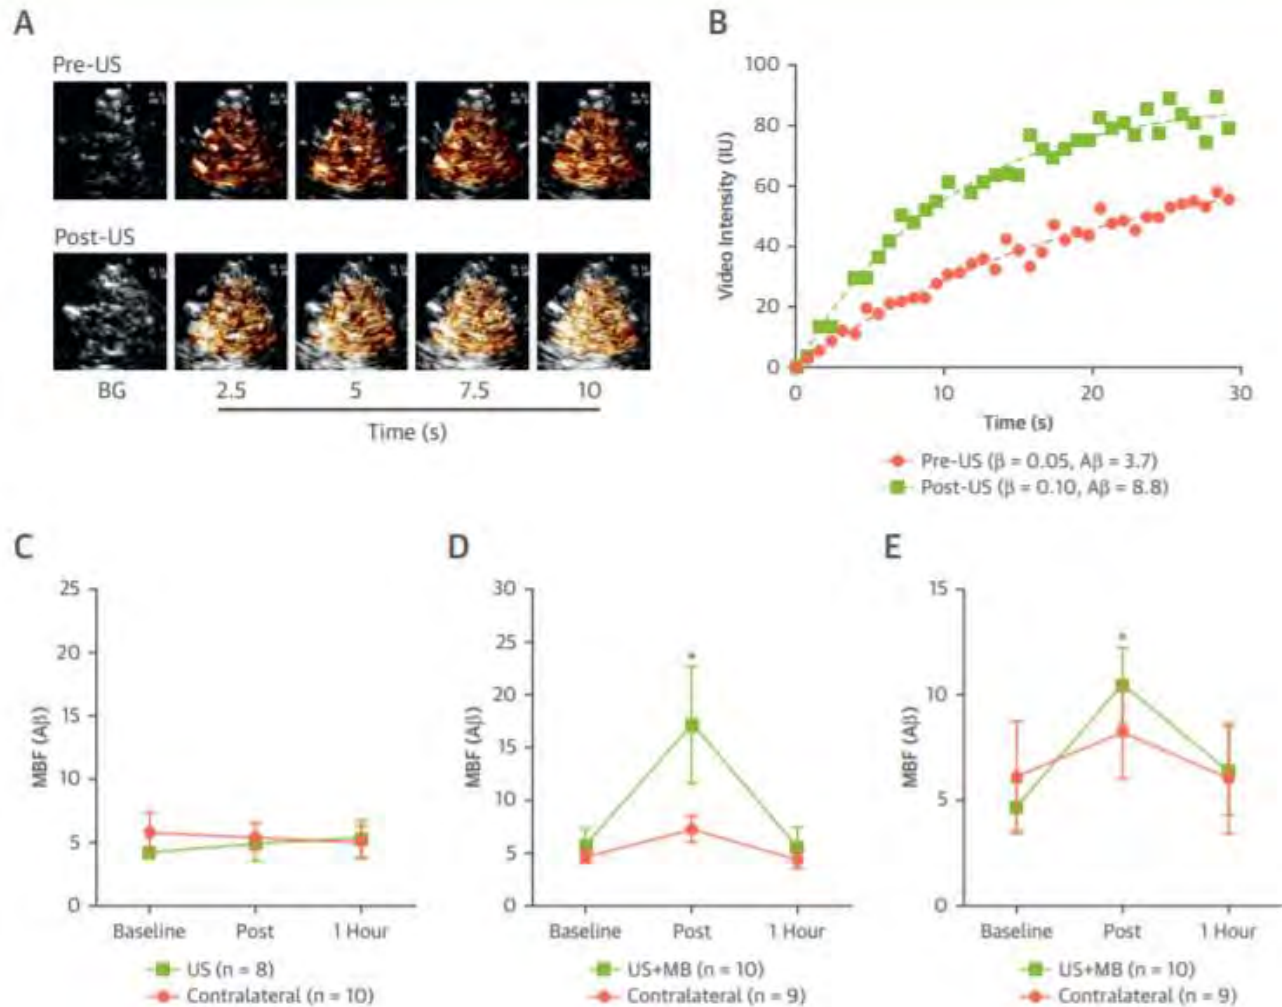 A
Pre-US
Post-US
BG 2.5 5 7.5 10
Time (s)
B
100
80
60
40
20
0
Video Intensity (IU)
0 10 20 30
Time (s)
Pre-US (β = 0.05, Aβ = 3.7)
Post-US (β = 0.10, Aβ = 8.8)
C
25
20
15
10
5
0
MBF (Aβ)
Baseline Post 1 Hour
US (n = 8)
Contralateral (n = 10)
D
30
25
20
15
10
5
0
MBF (Aβ)
*
Baseline Post 1 Hour
US+MB (n = 10)
Contralateral (n = 9)
E
15
10
5
0
MBF (Aβ)
*
Baseline Post 1 Hour
US+MB (n = 10)
Contralateral (n = 9)